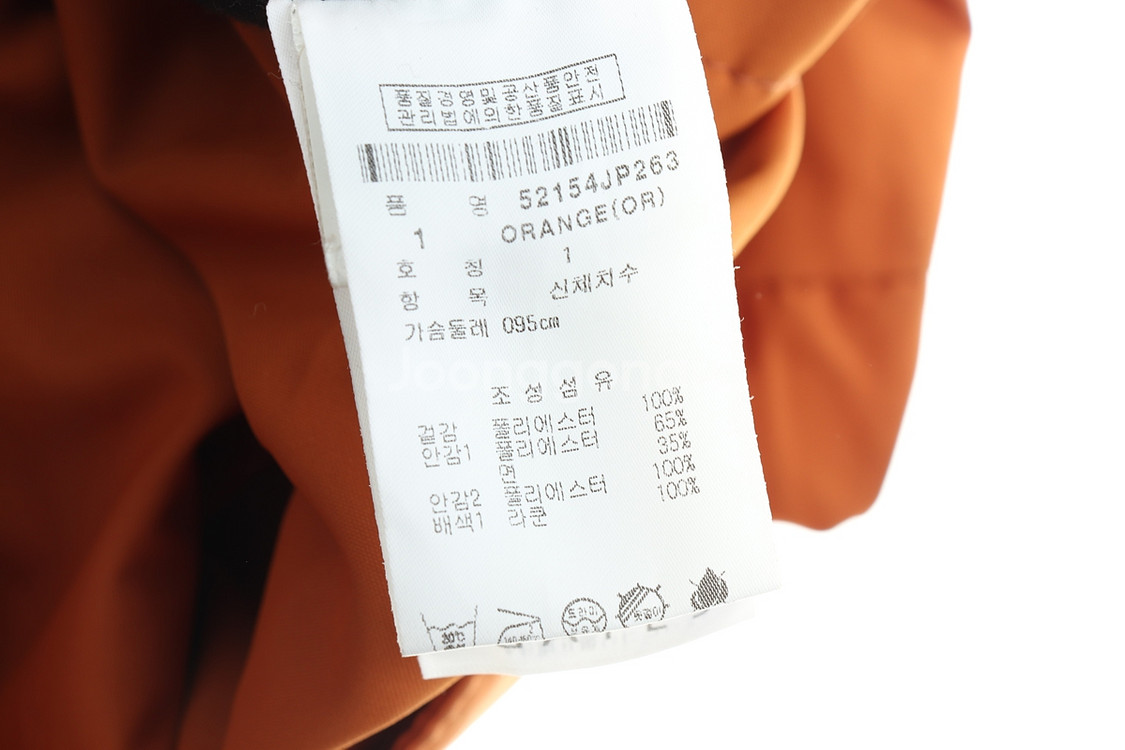 품질경영및공산품안전
관리법에의한품질표시
품 명 52154JP263
1 ORANGE(OR)
호 칭 1
항 목 신체치수
가슴둘레 095cm
Joongg
조 성 섬 유
겉감 폴리에스터 100%
안감1 폴리에스터 65%
면 35%
안감2 폴리에스터 100%
배색1 라쿤 100%
드라이